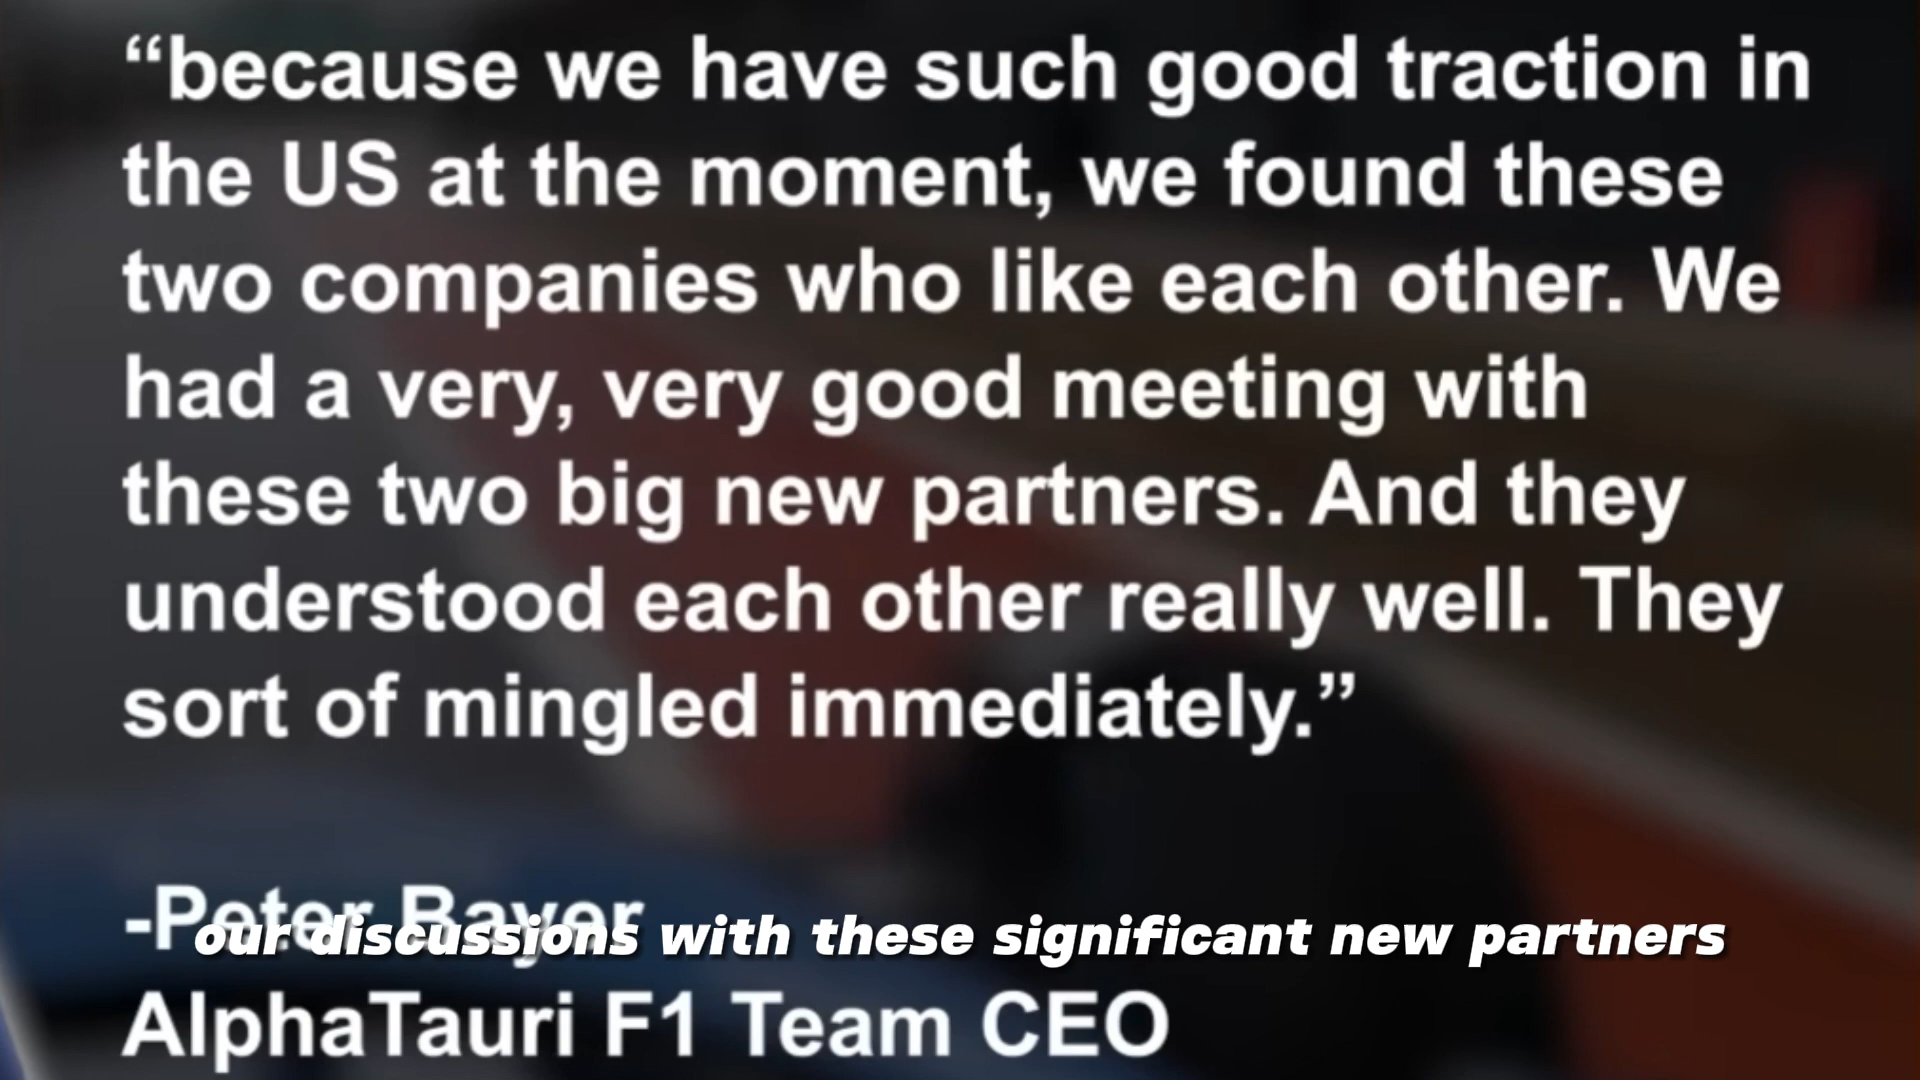 “because we have such good traction in
the US at the moment, we found these
two companies who like each other. We
had a very, very good meeting with
these two big new partners. And they
understood each other really well. They
sort of mingled immediately.”
-Peter Bayer
our discussions with these significant new partners
AlphaTauri F1 Team CEO